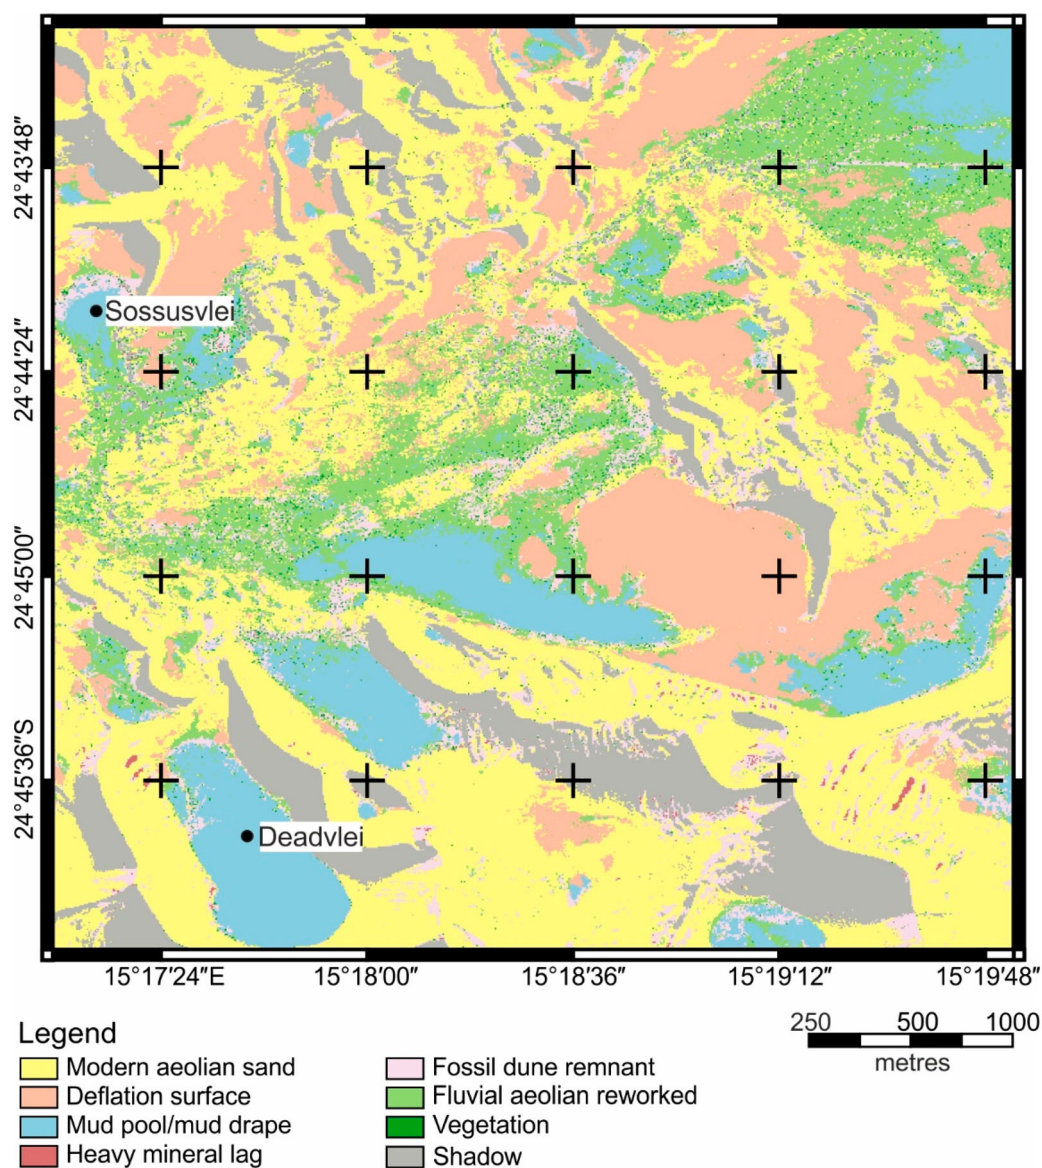 24°43′48″
Sossusvlei
24°44′24″
24°45′00″
24°45′36″S
Deadvlei
15°17′24″E 15°18′00″ 15°18′36″ 15°19′12″ 15°19′48″
Legend
250 500 1000
metres
Modern aeolian sand
Deflation surface
Mud pool/mud drape
Heavy mineral lag
Fossil dune remnant
Fluvial aeolian reworked
Vegetation
Shadow